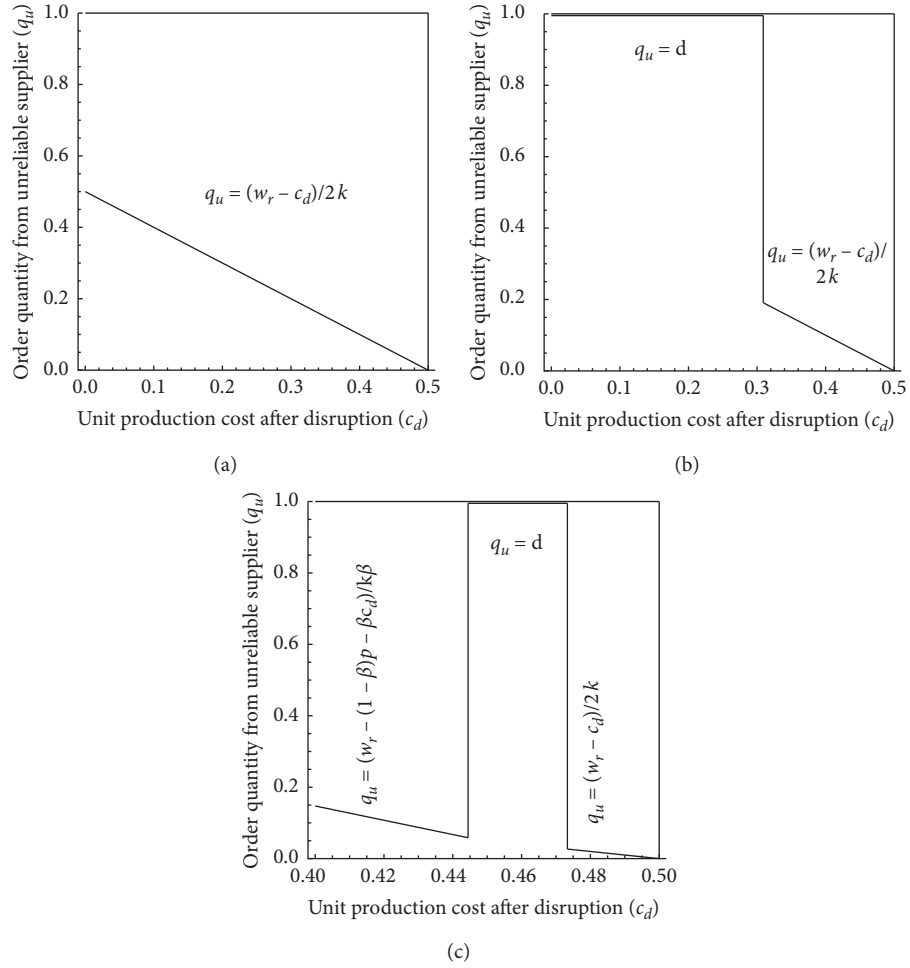 Order quantity from unreliable supplier (q_u)
1.0
0.8
0.6
0.4
0.2
0.0
q_u = (w_r − c_d)/2k
0.0 0.1 0.2 0.3 0.4 0.5
Unit production cost after disruption (c_d)
(a)
Order quantity from unreliable supplier (q_u)
1.0
0.8
0.6
0.4
0.2
0.0
q_u = d
q_u = (w_r − c_d)/
2k
0.0 0.1 0.2 0.3 0.4 0.5
Unit production cost after disruption (c_d)
(b)
Order quantity from unreliable supplier (q_u)
1.0
0.8
0.6
0.4
0.2
0.0
q_u = (w_r − (1 − β)p − βc_d)/kβ
q_u = d
q_u = (w_r − c_d)/2k
0.40 0.42 0.44 0.46 0.48 0.50
Unit production cost after disruption (c_d)
(c)